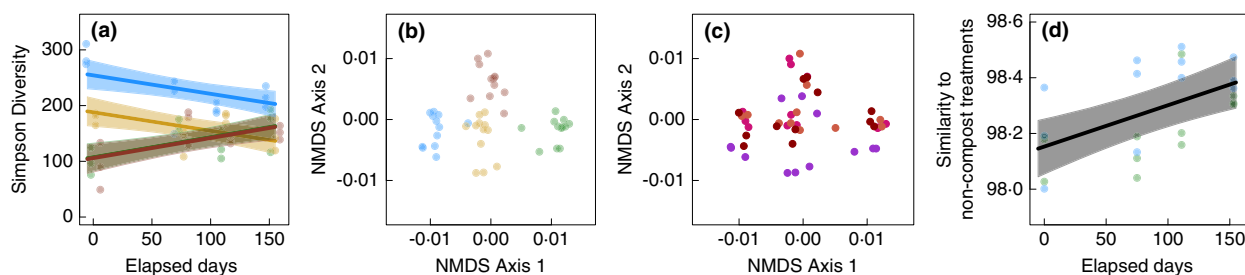 (a)
Simpson Diversity
300
200
100
0
0 50 100 150
Elapsed days
(b)
NMDS Axis 2
0·01
0·00
-0·01
-0·01 0·00 0·01
NMDS Axis 1
(c)
NMDS Axis 2
0·01
0·00
-0·01
-0·01 0·00 0·01
NMDS Axis 1
(d)
Similarity to
non-compost treatments
98·6
98·4
98·2
98·0
0 50 100 150
Elapsed days